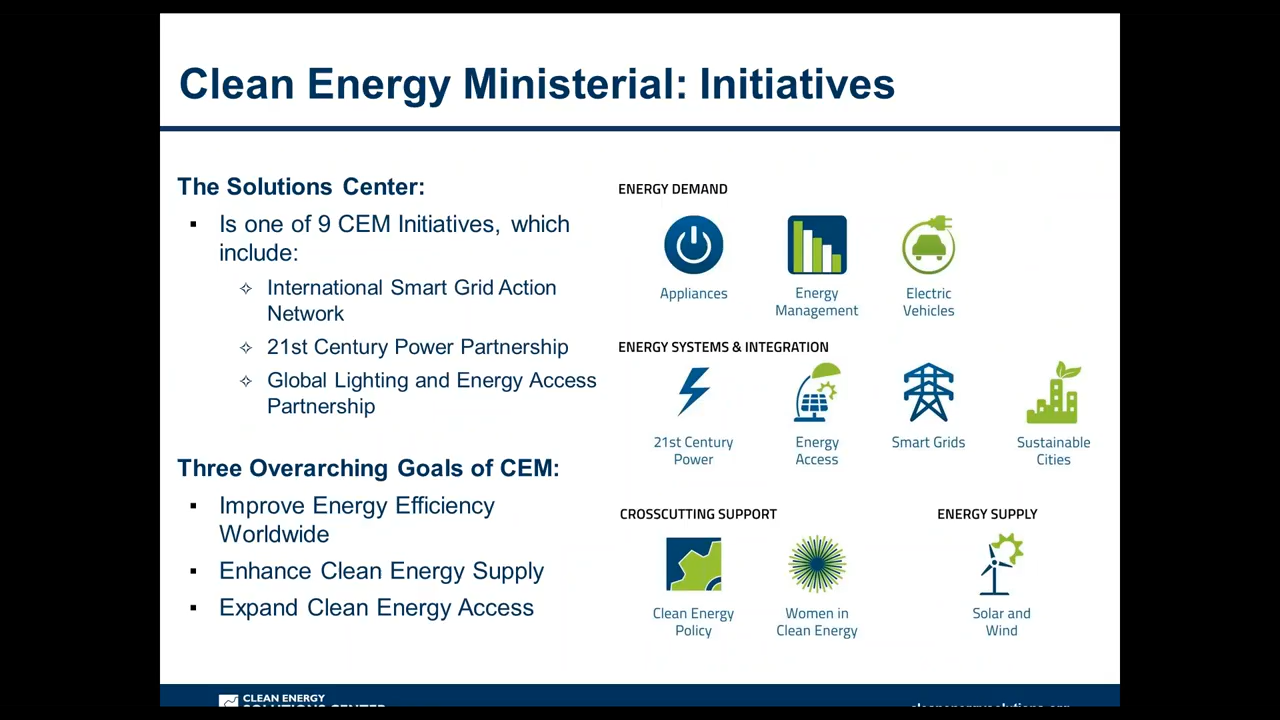 Clean Energy Ministerial: Initiatives
The Solutions Center:
Is one of 9 CEM Initiatives, which
include:
International Smart Grid Action
Network
21st Century Power Partnership
Global Lighting and Energy Access
Partnership
Three Overarching Goals of CEM:
Improve Energy Efficiency
Worldwide
Enhance Clean Energy Supply
Expand Clean Energy Access
ENERGY DEMAND
Appliances
Energy
Management
Electric
Vehicles
ENERGY SYSTEMS & INTEGRATION
21st Century
Power
Energy
Access
Smart Grids
Sustainable
Cities
CROSSCUTTING SUPPORT
Clean Energy
Policy
Women in
Clean Energy
ENERGY SUPPLY
Solar and
Wind
CLEAN ENERGY
SOLUTIONS CENTER
cleanenergysolutions.org